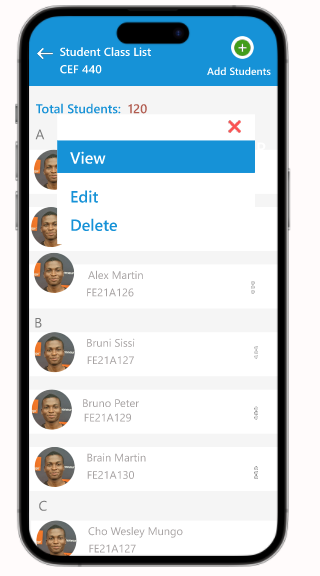 Student Class List
CEF 440
Add Students
Total Students: 120
A
View
Edit
Delete
Alex Martin
FE21A126
B
Bruni Sissi
FE21A127
Bruno Peter
FE21A129
Brain Martin
FE21A130
C
Cho Wesley Mungo
FE21A127